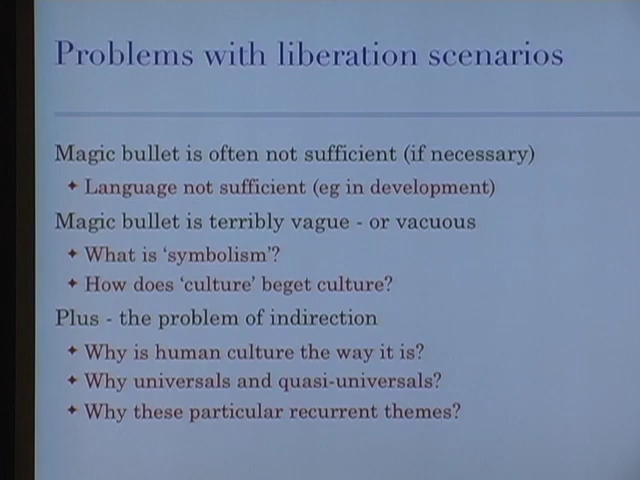 Problems with liberation scenarios
Magic bullet is often not sufficient (if necessary)
✦ Language not sufficient (eg in development)
Magic bullet is terribly vague - or vacuous
✦ What is ‘symbolism’?
✦ How does ‘culture’ beget culture?
Plus - the problem of indirection
✦ Why is human culture the way it is?
✦ Why universals and quasi-universals?
✦ Why these particular recurrent themes?